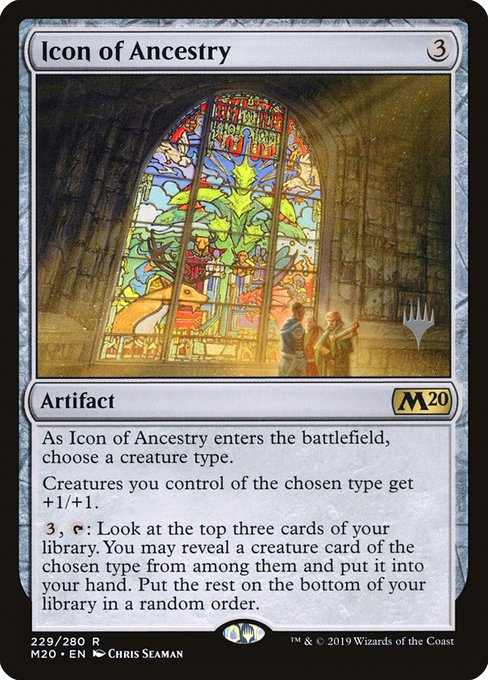 Icon of Ancestry 3
Artifact M20
As Icon of Ancestry enters the battlefield,
choose a creature type.
Creatures you control of the chosen type get
+1/+1.
3, : Look at the top three cards of your
library. You may reveal a creature card of the
chosen type from among them and put it into
your hand. Put the rest on the bottom of your
library in a random order.
229/280 R
M20 • EN Chris Seaman
™ & © 2019 Wizards of the Coast